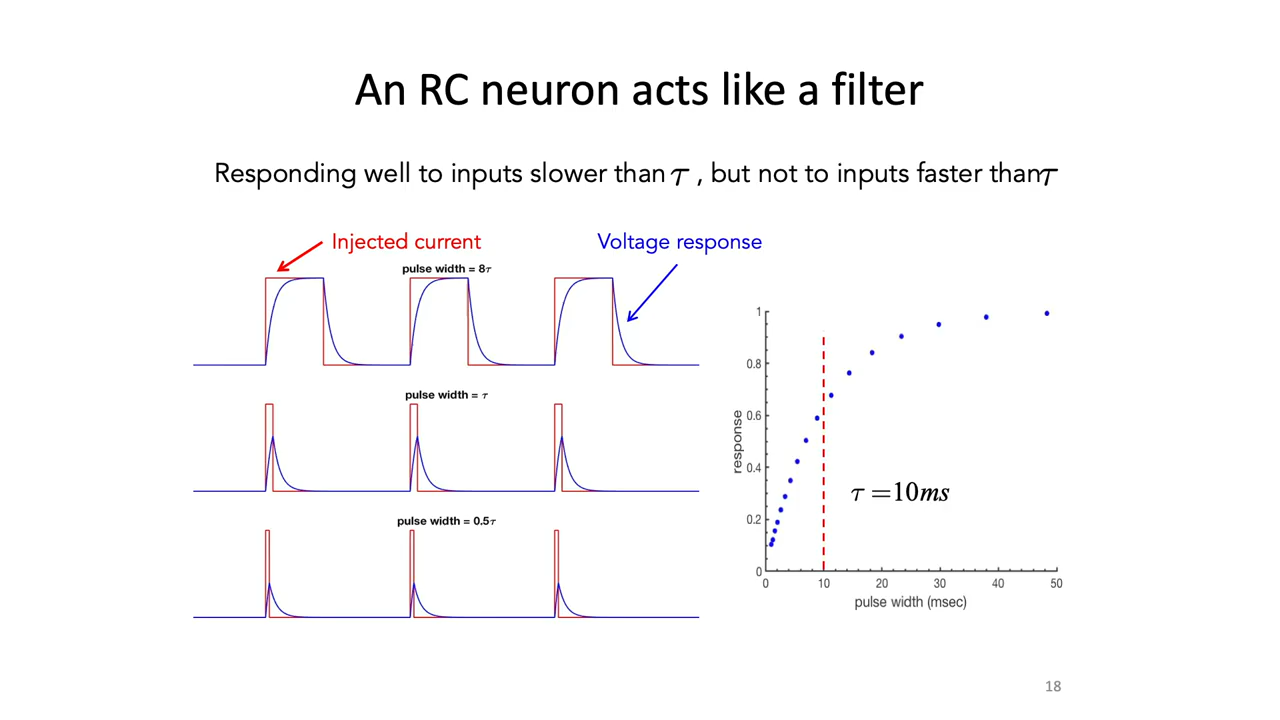 An RC neuron acts like a filter
Responding well to inputs slower than τ , but not to inputs faster than τ
Injected current
Voltage response
pulse width = 8τ
pulse width = τ
pulse width = 0.5τ
1
0.8
0.6
0.4
0.2
0
response
τ = 10ms
0 10 20 30 40 50
pulse width (msec)
18